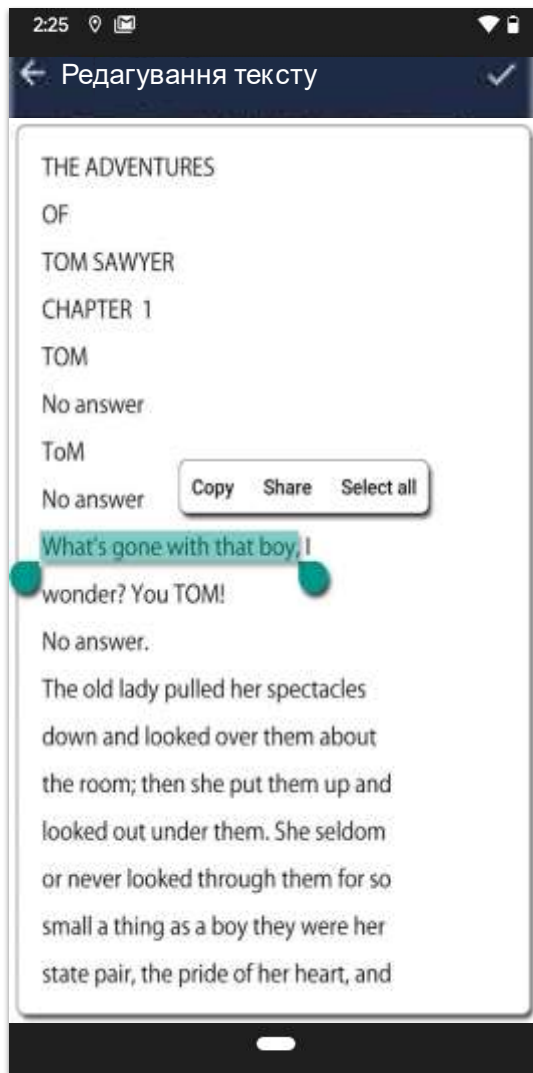 2:25
Редагування тексту
THE ADVENTURES
OF
TOM SAWYER
CHAPTER 1
TOM
No answer
ToM
No answer
Copy Share Select all
What's gone with that boy, I
wonder? You TOM!
No answer.
The old lady pulled her spectacles
down and looked over them about
the room; then she put them up and
looked out under them. She seldom
or never looked through them for so
small a thing as a boy they were her
state pair, the pride of her heart, and